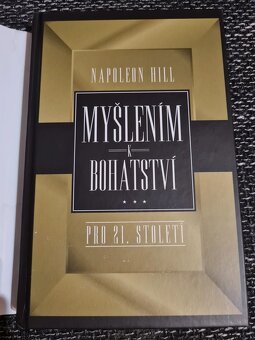 NAPOLEON HILL
MYŠLENÍM
K
BOHATSTVÍ
PRO 21. STOLETÍ